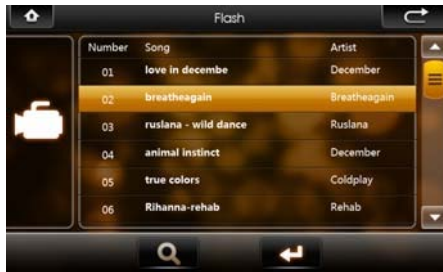 Flash
Number Song Artist
01 love in decembe December
02 breatheagain Breatheagain
03 ruslana - wild dance Ruslana
04 animal instinct December
05 true colors Coldplay
06 Rihanna-rehab Rehab